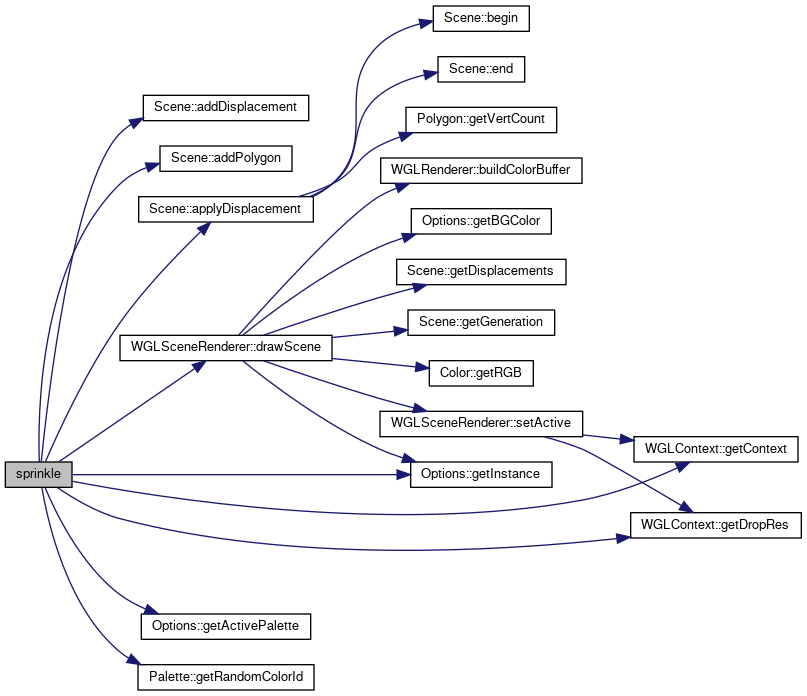 Scene::begin
Scene::end
Scene::addDisplacement
Polygon::getVertCount
Scene::addPolygon
WGLRenderer::buildColorBuffer
Scene::applyDisplacement
Options::getBGColor
Scene::getDisplacements
Scene::getGeneration
WGLSceneRenderer::drawScene
Color::getRGB
WGLSceneRenderer::setActive
WGLContext::getContext
sprinkle
Options::getInstance
WGLContext::getDropRes
Options::getActivePalette
Palette::getRandomColorId